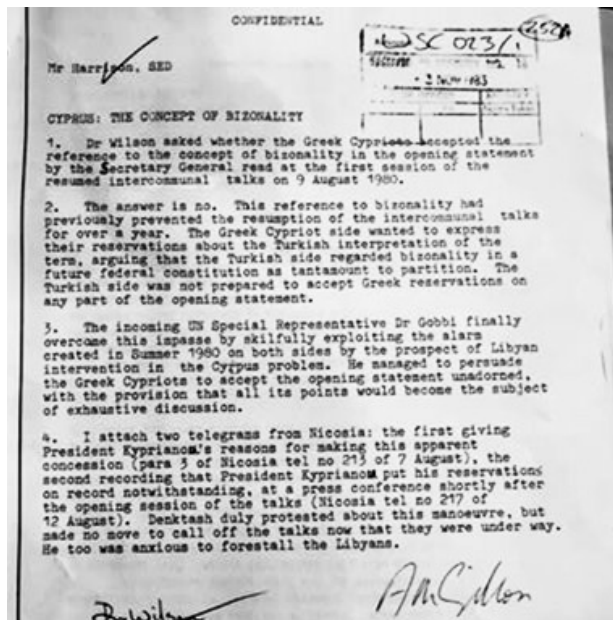 CONFIDENTIAL
252A
SC 023/1
Mr Harrison, SED
RECEIVED
3 NOV 1983
CYPRUS: THE CONCEPT OF BIZONALITY
1. Dr Wilson asked whether the Greek Cypriots accepted the
reference to the concept of bizonality in the opening statement
by the Secretary General read at the first session of the
resumed intercommunal talks on 9 August 1980.
2. The answer is no. This reference to bizonality had
previously prevented the resumption of the intercommunal talks
for over a year. The Greek Cypriot side wanted to express
their reservations about the Turkish interpretation of the
term, arguing that the Turkish side regarded bizonality in a
future federal constitution as tantamount to partition. The
Turkish side was not prepared to accept Greek reservations on
any part of the opening statement.
3. The incoming UN Special Representative Dr Gobbi finally
overcome this impasse by skilfully exploiting the alarm
created in Summer 1980 on both sides by the prospect of Libyan
intervention in the Cyprus problem. He managed to persuade
the Greek Cypriots to accept the opening statement unadorned,
with the provision that all its points would become the subject
of exhaustive discussion.
4. I attach two telegrams from Nicosia: the first giving
President Kyprianou's reasons for making this apparent
concession (para 3 of Nicosia tel no 213 of 7 August), the
second recording that President Kyprianou put his reservations
on record notwithstanding, at a press conference shortly after
the opening session of the talks (Nicosia tel no 217 of
12 August). Denktash duly protested about this manoeuvre, but
made no move to call off the talks now that they were under way.
He too was anxious to forestall the Libyans.
Dr Wilson